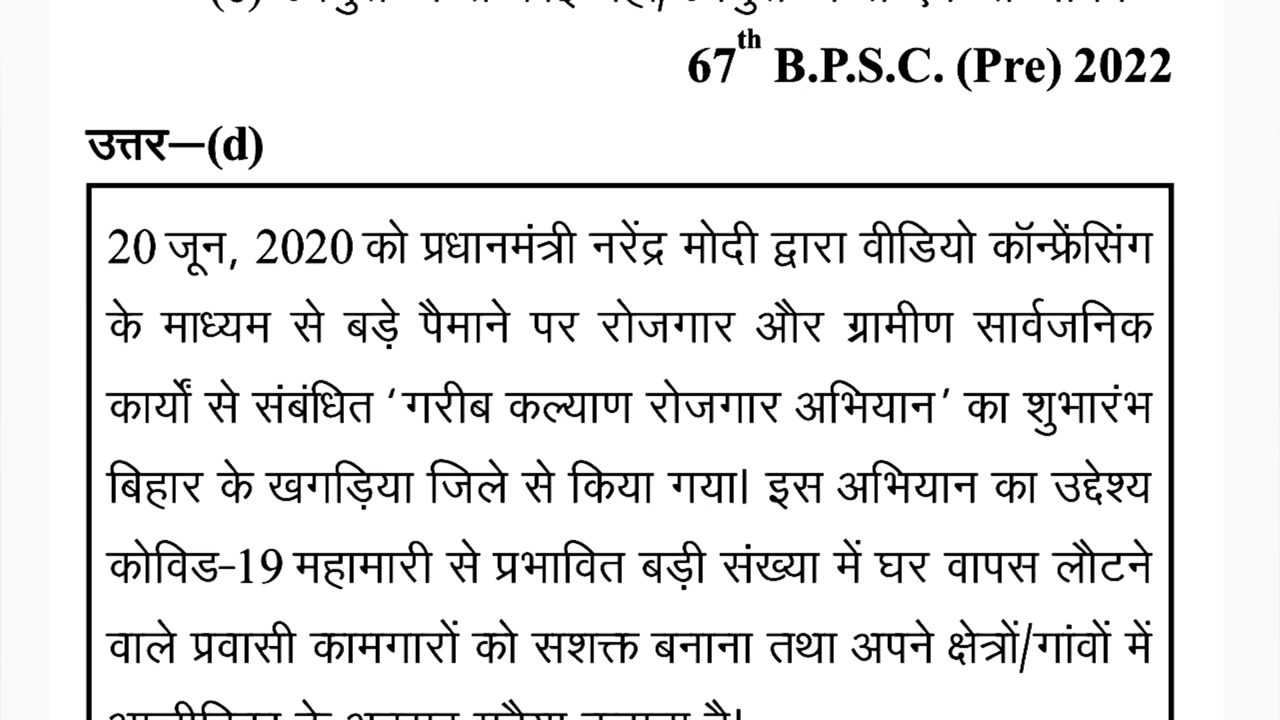 67th B.P.S.C. (Pre) 2022
उत्तर—(d)
20 जून, 2020 को प्रधानमंत्री नरेंद्र मोदी द्वारा वीडियो कॉन्फ्रेंसिंग
के माध्यम से बड़े पैमाने पर रोजगार और ग्रामीण सार्वजनिक
कार्यों से संबंधित ‘गरीब कल्याण रोजगार अभियान’ का शुभारंभ
बिहार के खगड़िया जिले से किया गया। इस अभियान का उद्देश्य
कोविड-19 महामारी से प्रभावित बड़ी संख्या में घर वापस लौटने
वाले प्रवासी कामगारों को सशक्त बनाना तथा अपने क्षेत्रों/गांवों में